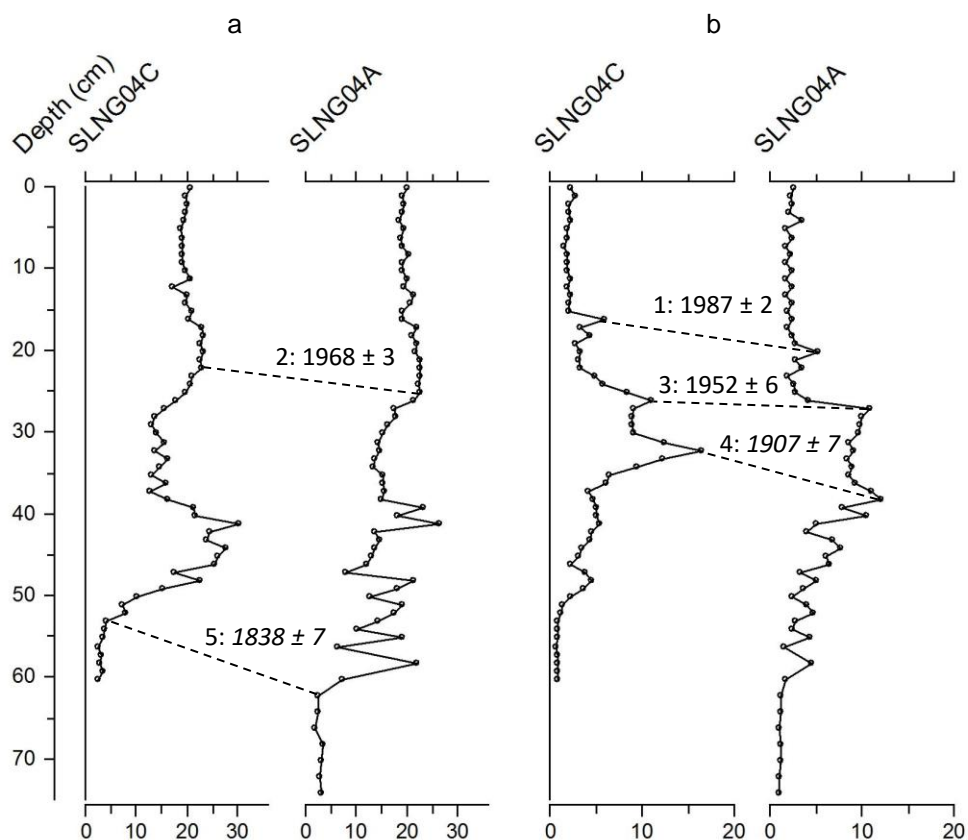 a b
Depth (cm)
SLNG04C
SLNG04A
SLNG04C
SLNG04A
0
10
20
30
40
50
60
70
1: 1987 ± 2
2: 1968 ± 3
3: 1952 ± 6
4: 1907 ± 7
5: 1838 ± 7
0 10 20 30 0 10 20 30 0 10 20 0 10 20